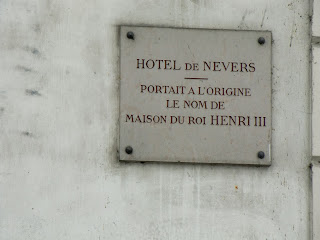 HOTEL DE NEVERS
PORTAIT A L'ORIGINE
LE NOM DE
MAISON DU ROI HENRI III